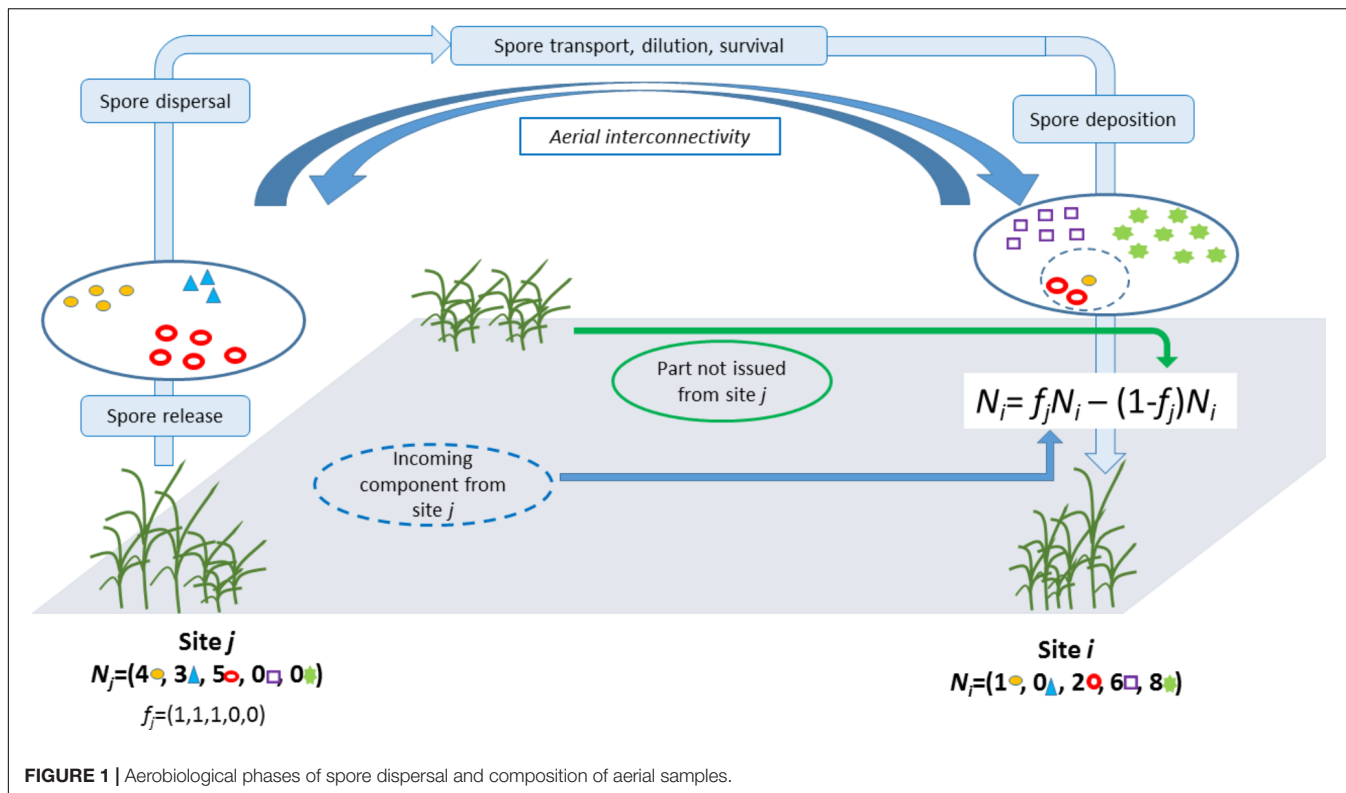 Spore transport, dilution, survival
Spore dispersal
Spore deposition
Aerial interconnectivity
Part not issued
from site j
Spore release
Nᵢ= fⱼNᵢ – (1-fⱼ)Nᵢ
Incoming
component from
site j
Site j
Nⱼ=(4, 3, 5, 0, 0)
fⱼ=(1,1,1,0,0)
Site i
Nᵢ=(1, 0, 2, 6, 8)
FIGURE 1 | Aerobiological phases of spore dispersal and composition of aerial samples.